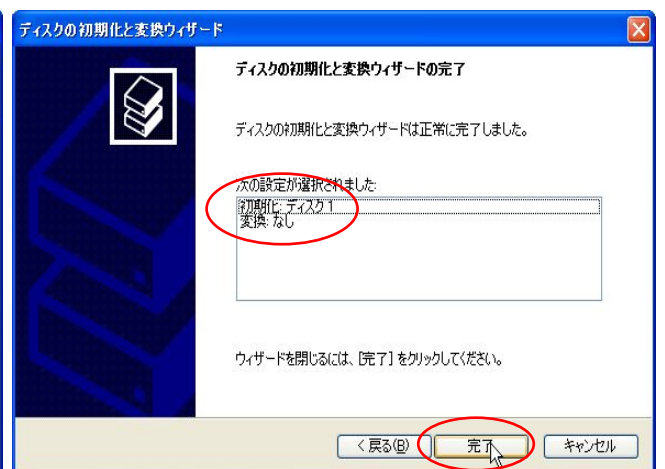 ディスクの初期化と変換ウィザード
ディスクの初期化と変換ウィザードの完了
ディスクの初期化と変換ウィザードは正常に完了しました。
次の設定が選択されました:
初期化: ディスク 1
変換: なし
ウィザードを閉じるには、[完了] をクリックしてください。
< 戻る(B) 完了 キャンセル